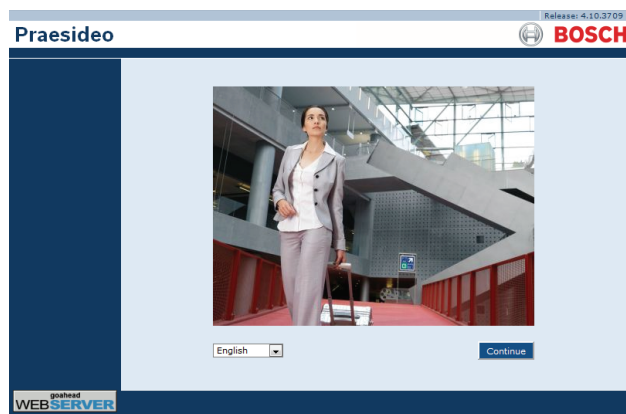 Release: 4.10.3709
Praesideo
BOSCH
English
Continue
goahead
WEBSERVER